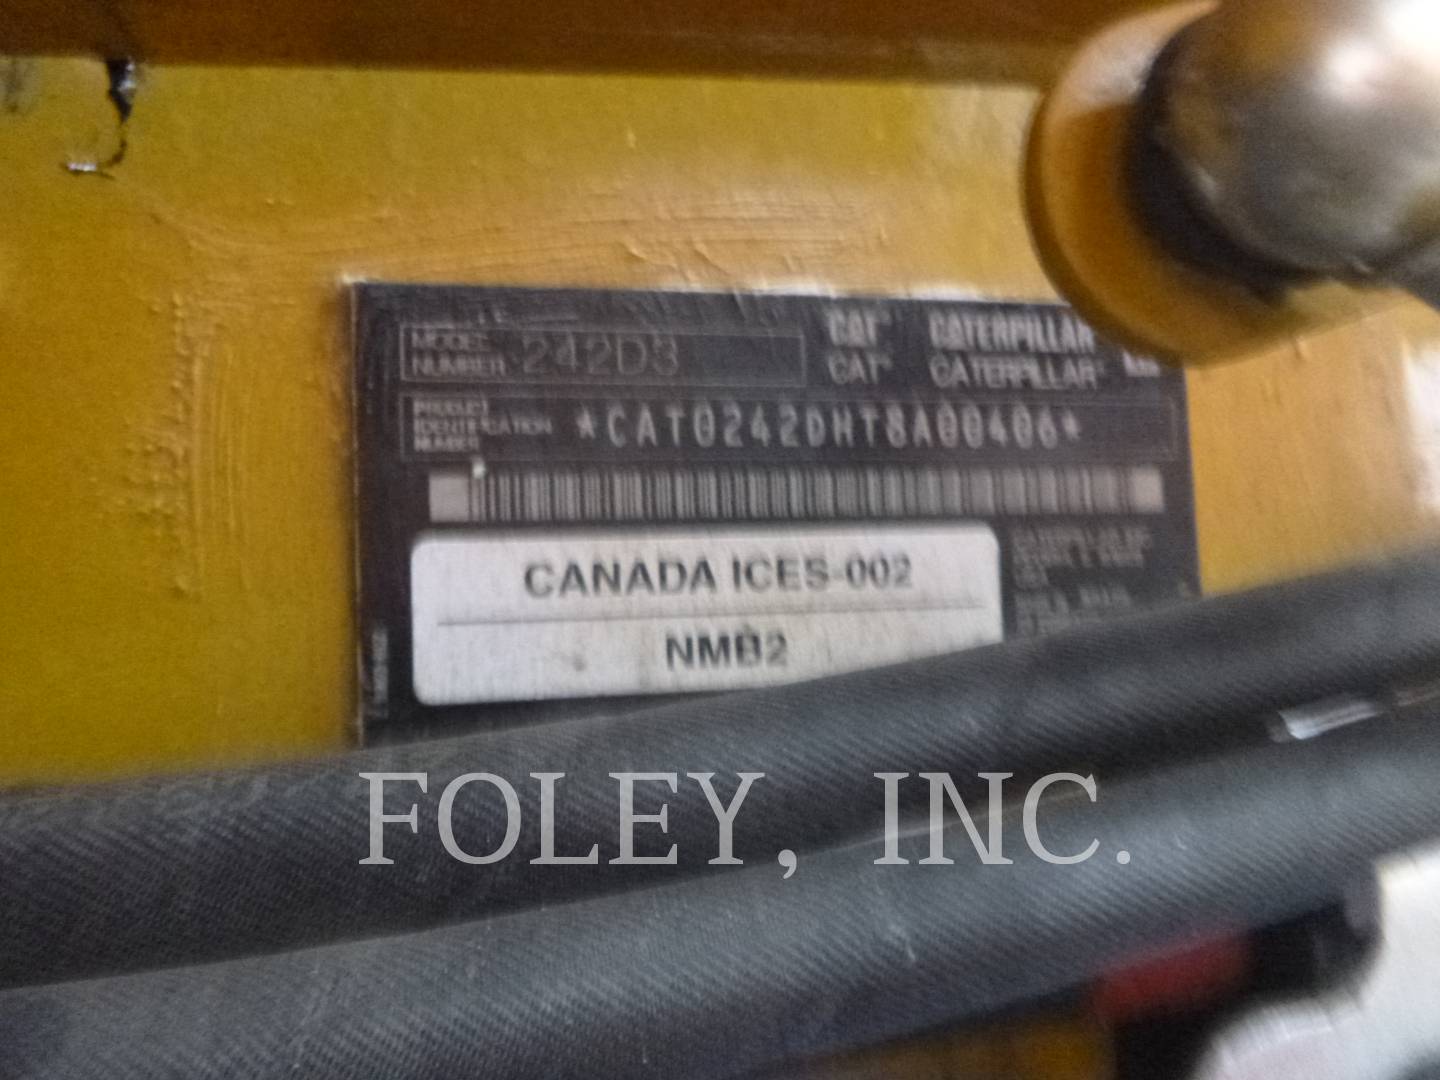 MODEL NUMBER 242D3
CAT CATERPILLAR
CAT CATERPILLAR
PRODUCT IDENTIFICATION NUMBER *CAT0242DHT8A00406*
CANADA ICES-002
NMB2
FOLEY, INC.